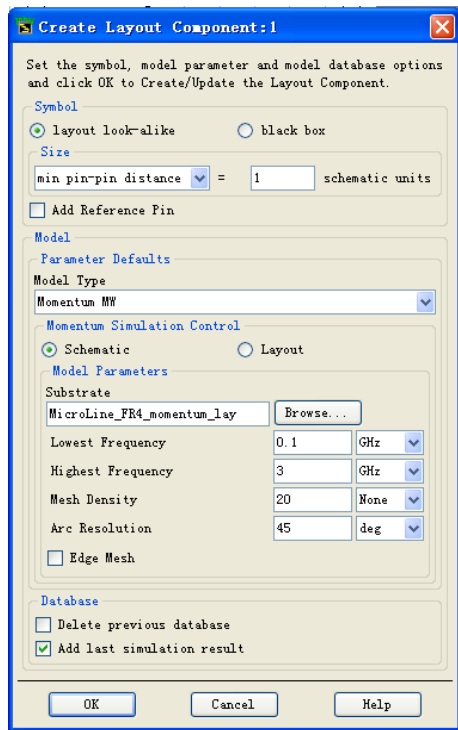 Create Layout Component:1
Set the symbol, model parameter and model database options
and click OK to Create/Update the Layout Component.
Symbol
layout look-alike black box
Size
min pin-pin distance = 1 schematic units
Add Reference Pin
Model
Parameter Defaults
Model Type
Momentum MW
Momentum Simulation Control
Schematic Layout
Model Parameters
Substrate
MicroLine_FR4_momentum_lay Browse...
Lowest Frequency 0.1 GHz
Highest Frequency 3 GHz
Mesh Density 20 None
Arc Resolution 45 deg
Edge Mesh
Database
Delete previous database
Add last simulation result
OK Cancel Help